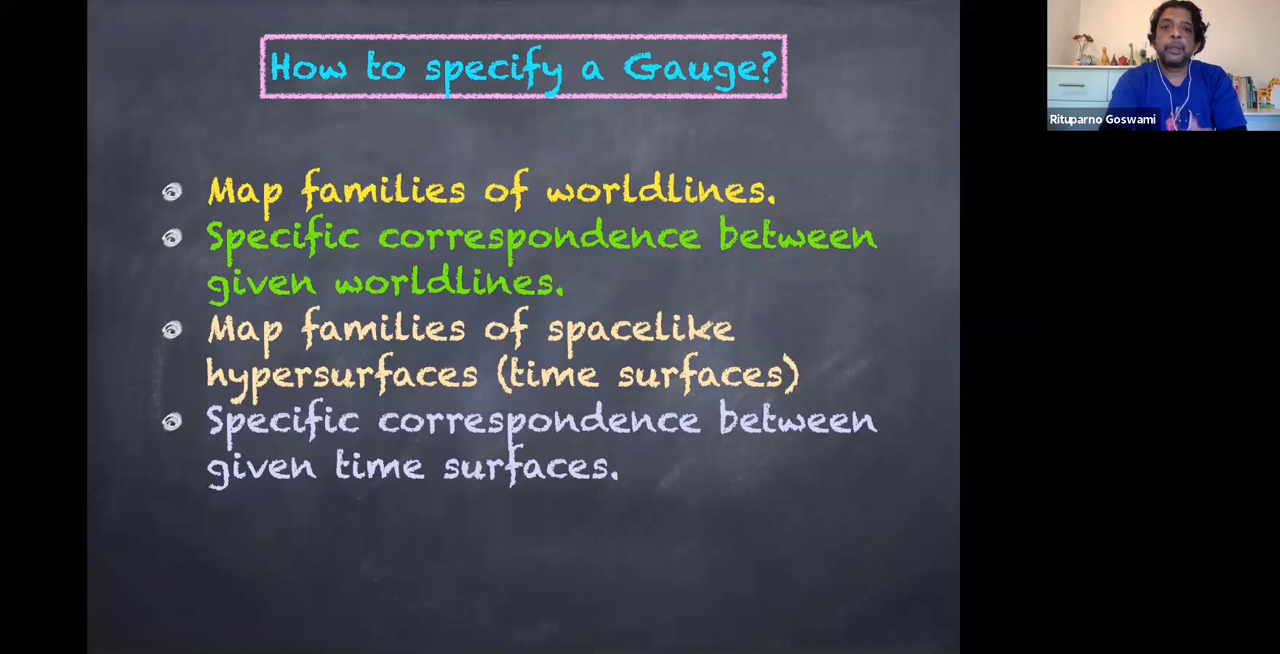 How to specify a Gauge?
Rituparno Goswami
Map families of worldlines.
Specific correspondence between
given worldlines.
Map families of spacelike
hypersurfaces (time surfaces)
Specific correspondence between
given time surfaces.